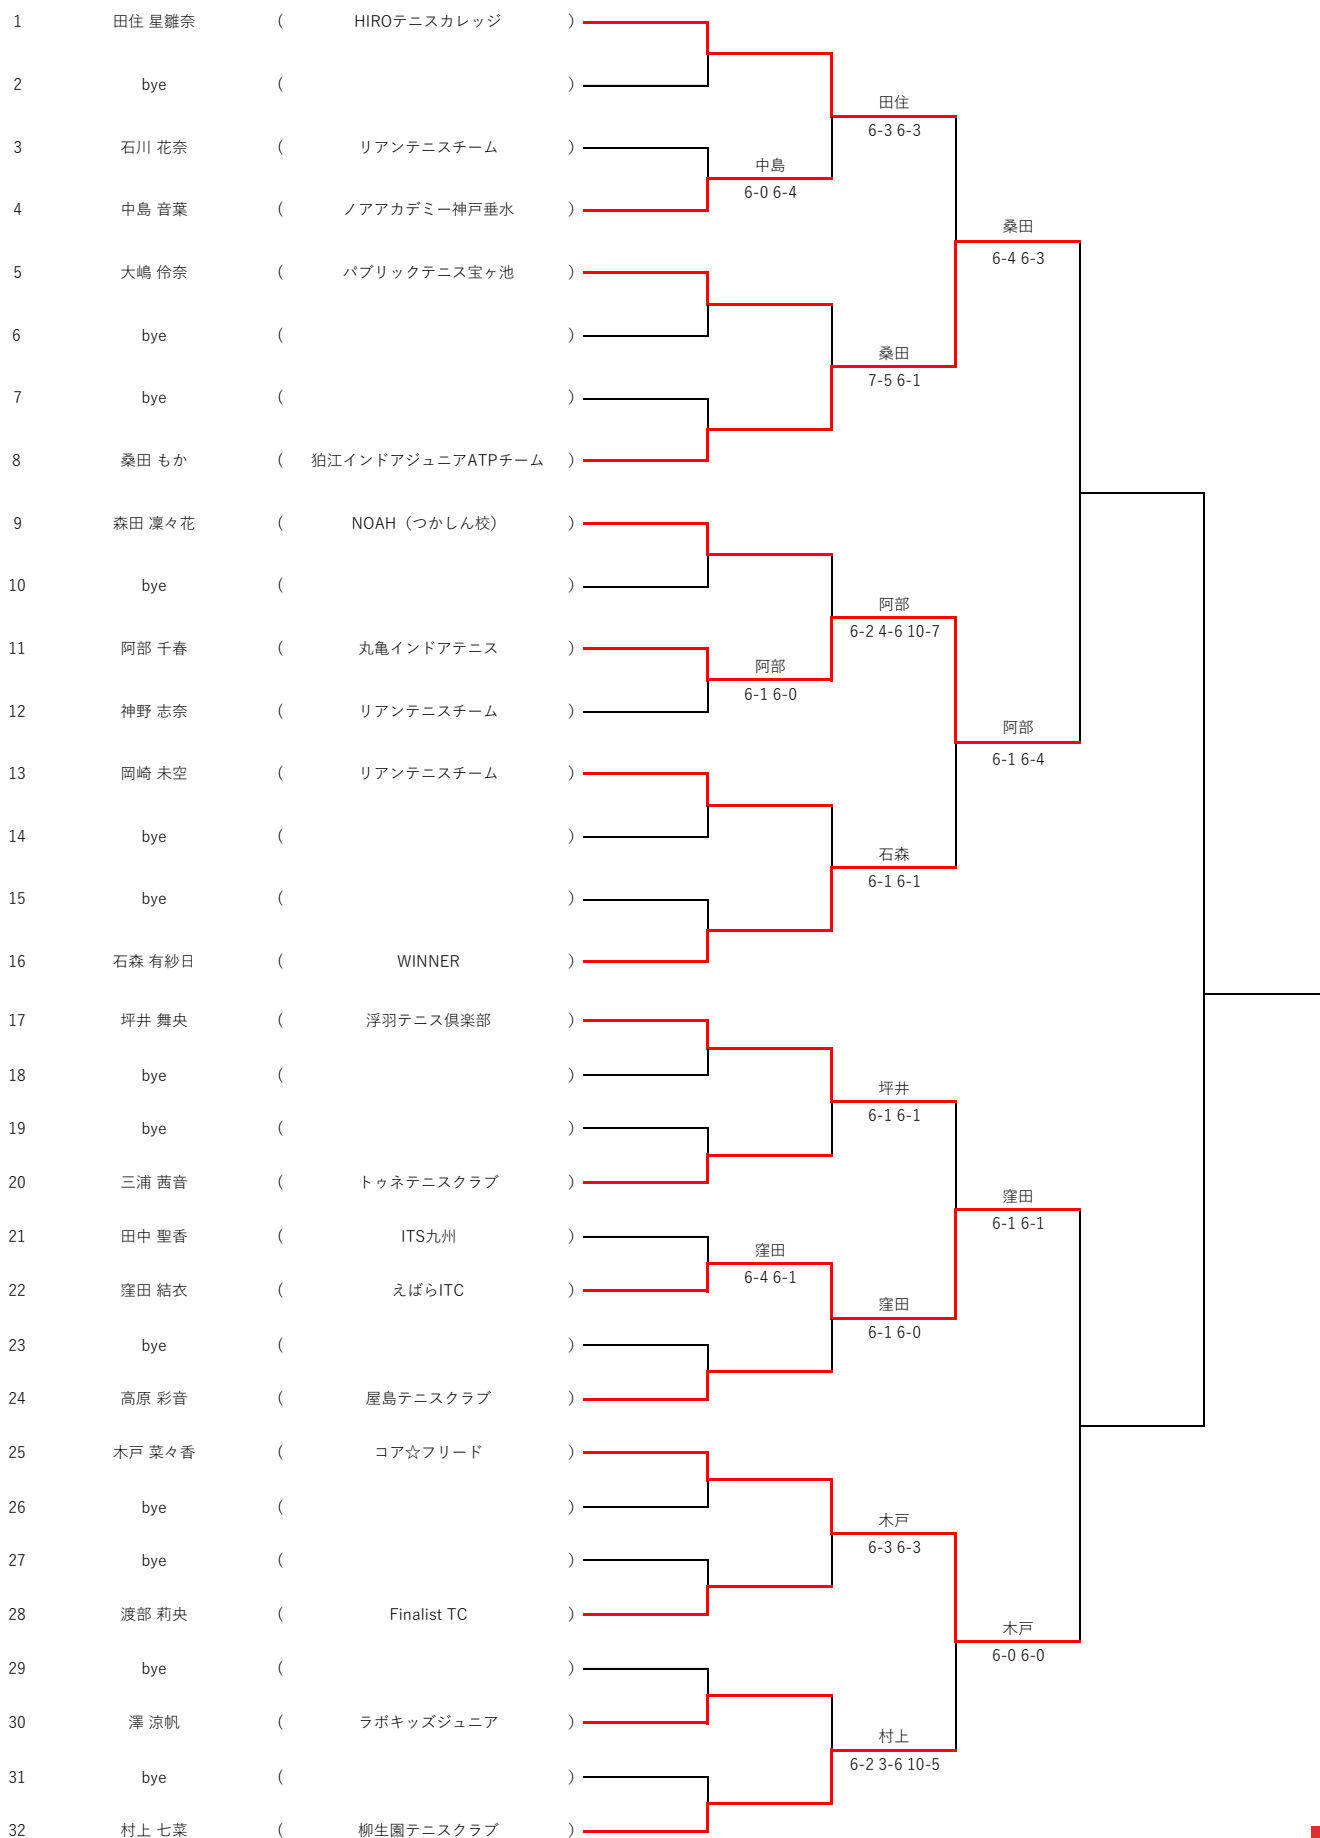 1 田住 星雛奈 ( HIROテニスカレッジ )
2 bye ( )
田住
6-3 6-3
3 石川 花奈 ( リアンテニスチーム )
中島
6-0 6-4
4 中島 音葉 ( ノアアカデミー神戸垂水 )
桑田
6-4 6-3
5 大嶋 伶奈 ( パブリックテニス宝ヶ池 )
6 bye ( )
桑田
7-5 6-1
7 bye ( )
8 桑田 もか ( 狛江インドアジュニアATPチーム )
9 森田 凜々花 ( NOAH（つかしん校） )
10 bye ( )
阿部
6-2 4-6 10-7
11 阿部 千春 ( 丸亀インドアテニス )
阿部
6-1 6-0
12 神野 志奈 ( リアンテニスチーム )
阿部
6-1 6-4
13 岡崎 未空 ( リアンテニスチーム )
14 bye ( )
石森
6-1 6-1
15 bye ( )
16 石森 有紗日 ( WINNER )
17 坪井 舞央 ( 浮羽テニス倶楽部 )
18 bye ( )
坪井
6-1 6-1
19 bye ( )
20 三浦 茜音 ( トゥネテニスクラブ )
窪田
6-1 6-1
21 田中 聖香 ( ITS九州 )
窪田
6-4 6-1
22 窪田 結衣 ( えばらITC )
窪田
6-1 6-0
23 bye ( )
24 高原 彩音 ( 屋島テニスクラブ )
25 木戸 菜々香 ( コア☆フリード )
26 bye ( )
木戸
6-3 6-3
27 bye ( )
28 渡部 莉央 ( Finalist TC )
木戸
6-0 6-0
29 bye ( )
30 澤 涼帆 ( ラボキッズジュニア )
村上
6-2 3-6 10-5
31 bye ( )
32 村上 七菜 ( 柳生園テニスクラブ )